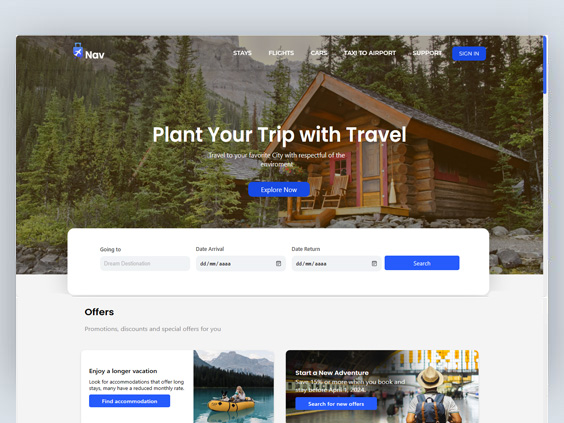 Nav
STAYS FLIGHTS CARS TAXI TO AIRPORT SUPPORT SIGN IN
Plant Your Trip with Travel
Travel to your favorite City with respectful of the
enviroment
Explore Now
Going to Date Arrival Date Return
Dream Destination dd/mm/aaaa dd/mm/aaaa Search
Offers
Promotions, discounts and special offers for you
Enjoy a longer vacation
Look for accommodations that offer long
stays, many have a reduced monthly rate.
Find accommodation
Start a New Adventure
Save 15% or more when you book and
stay before April 1, 2024.
Search for new offers